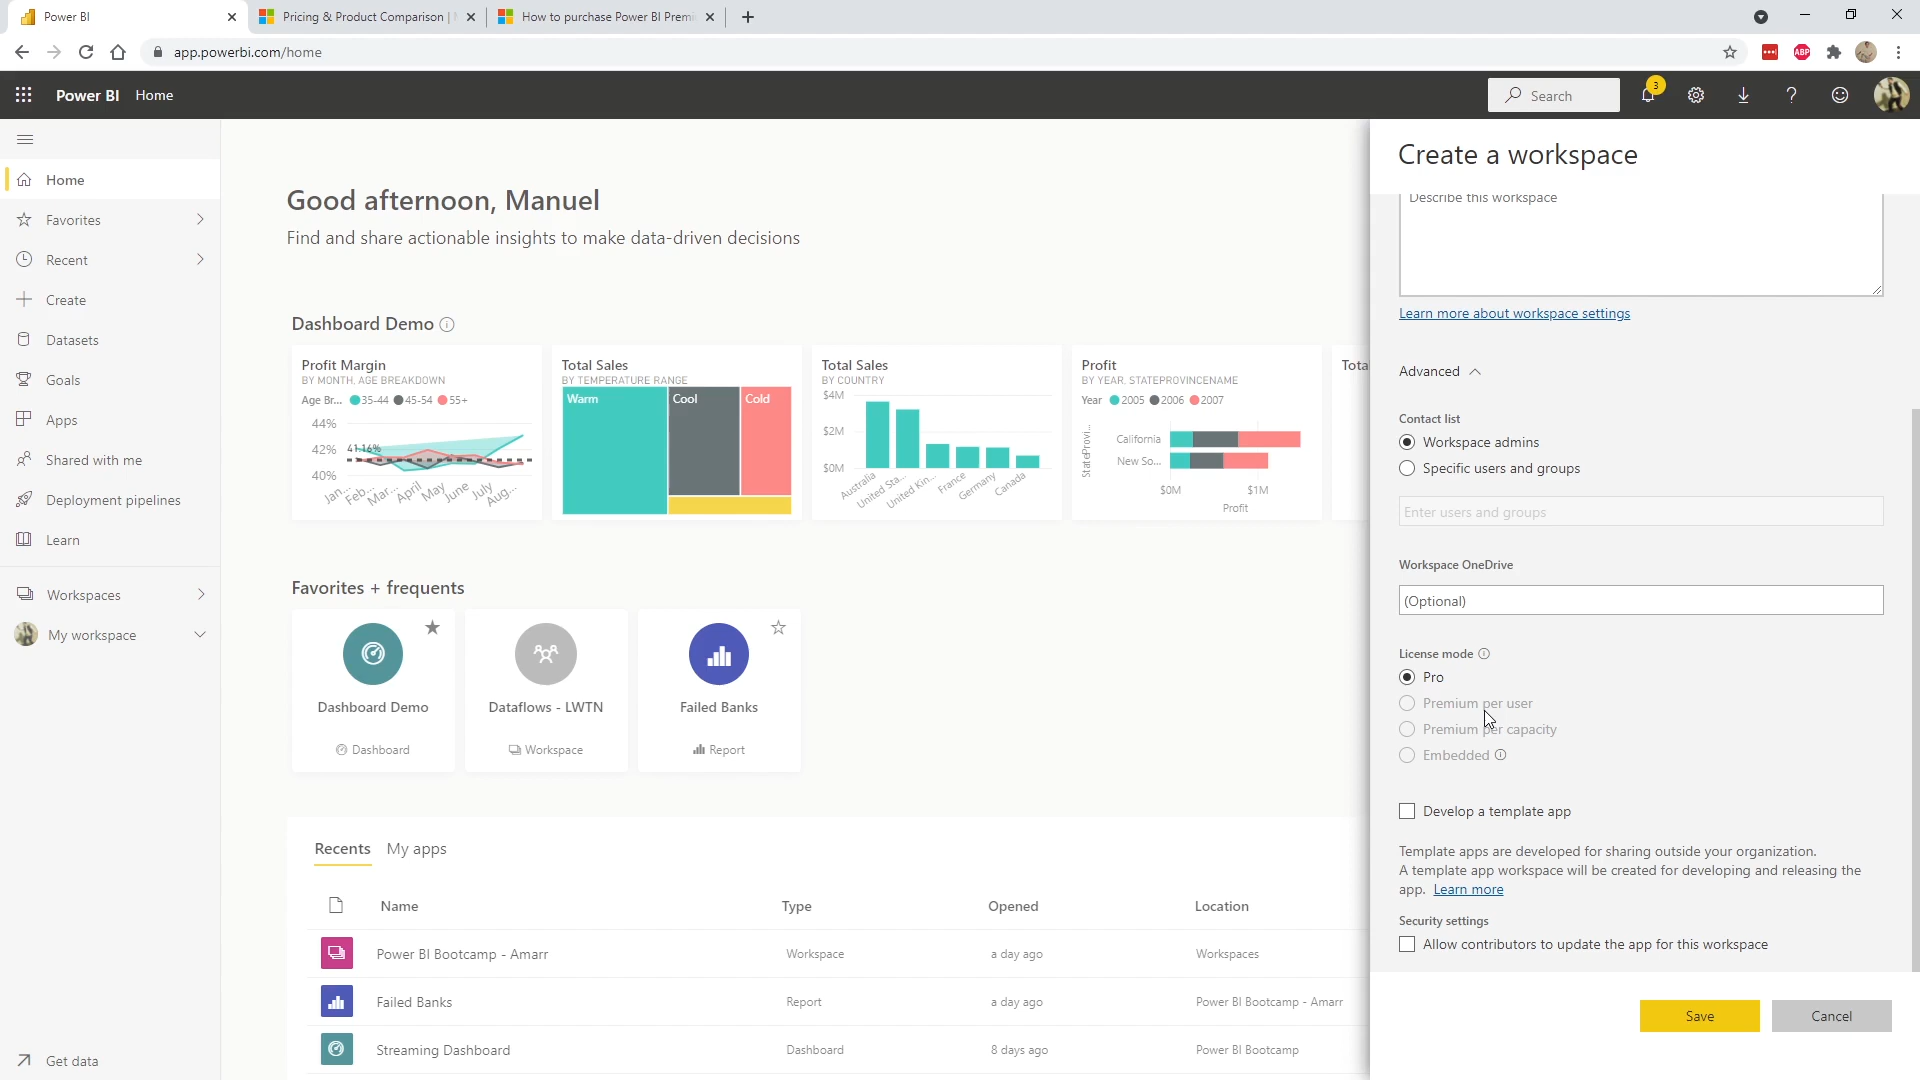 Power BI
Pricing & Product Comparison |
How to purchase Power BI Premi
app.powerbi.com/home
ABP
Power BI Home
Search
3
Home
Favorites
Recent
Create
Datasets
Goals
Apps
Shared with me
Deployment pipelines
Learn
Workspaces
My workspace
Get data
Good afternoon, Manuel
Find and share actionable insights to make data-driven decisions
Dashboard Demo
Profit Margin
BY MONTH, AGE BREAKDOWN
Age Br... 35-44 45-54 55+
44%
42%
40%
41.16%
Jan... Feb... Mar... April May June July Aug...
Total Sales
BY TEMPERATURE RANGE
Warm Cool Cold
Total Sales
BY COUNTRY
$4M
$2M
$0M
Australia United Sta... United Kin... France Germany Canada
Profit
BY YEAR, STATEPROVINCENAME
Year 2005 2006 2007
StateProvi...
California
New So...
$0M $1M
Profit
Tota
Favorites + frequents
Dashboard Demo
Dashboard
Dataflows - LWTN
Workspace
Failed Banks
Report
Recents My apps
Name Type Opened Location
Power BI Bootcamp - Amarr Workspace a day ago Workspaces
Failed Banks Report a day ago Power BI Bootcamp - Amarr
Streaming Dashboard Dashboard 8 days ago Power BI Bootcamp
Create a workspace
Describe this workspace
Learn more about workspace settings
Advanced
Contact list
Workspace admins
Specific users and groups
Enter users and groups
Workspace OneDrive
(Optional)
License mode
Pro
Premium per user
Premium per capacity
Embedded
Develop a template app
Template apps are developed for sharing outside your organization.
A template app workspace will be created for developing and releasing the
app. Learn more
Security settings
Allow contributors to update the app for this workspace
Save Cancel